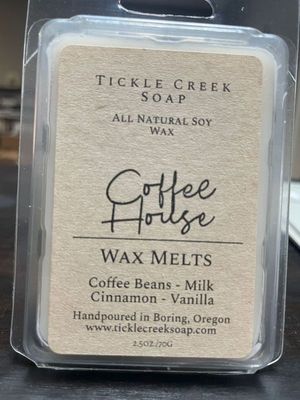 Tickle Creek
Soap
All Natural Soy
Wax
Coffee
House
Wax Melts
Coffee Beans - Milk
Cinnamon - Vanilla
Handpoured in Boring, Oregon
www.ticklecreeksoap.com
2.5oz/70g